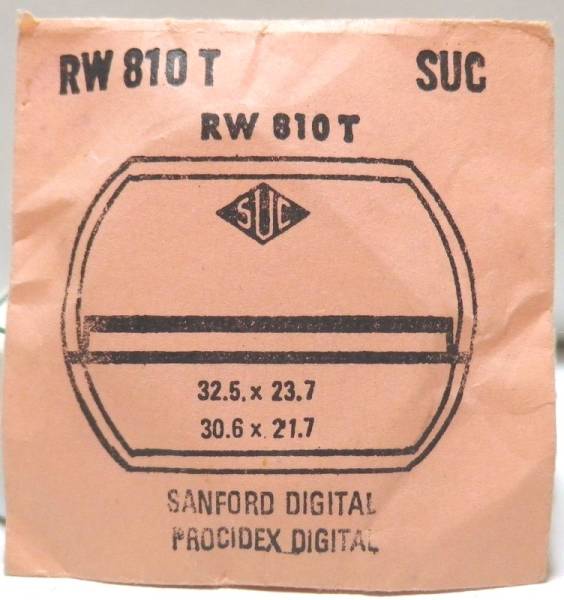 RW 810 T SUC
RW 810 T
SUC
32.5. x 23.7
30.6 x 21.7
SANFORD DIGITAL
PROCIDEX DIGITAL